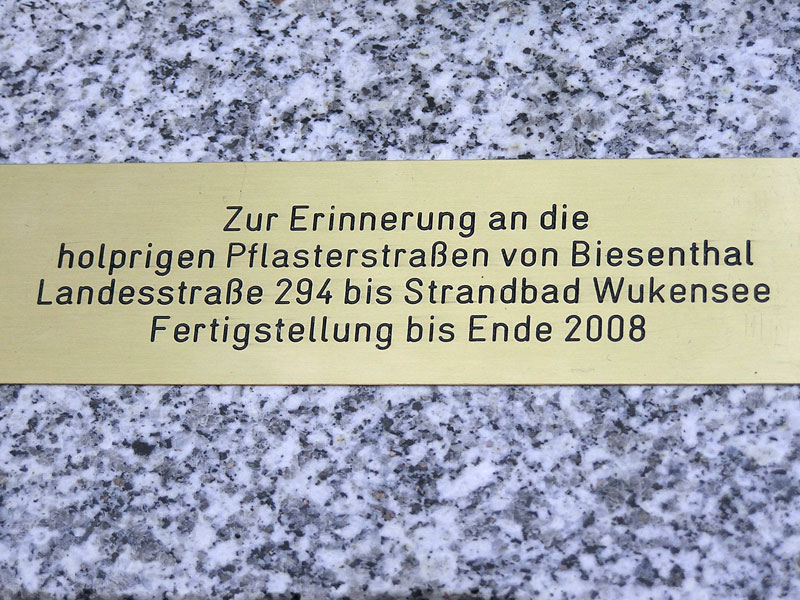 Zur Erinnerung an die
holprigen Pflasterstraßen von Biesenthal
Landesstraße 294 bis Strandbad Wukensee
Fertigstellung bis Ende 2008